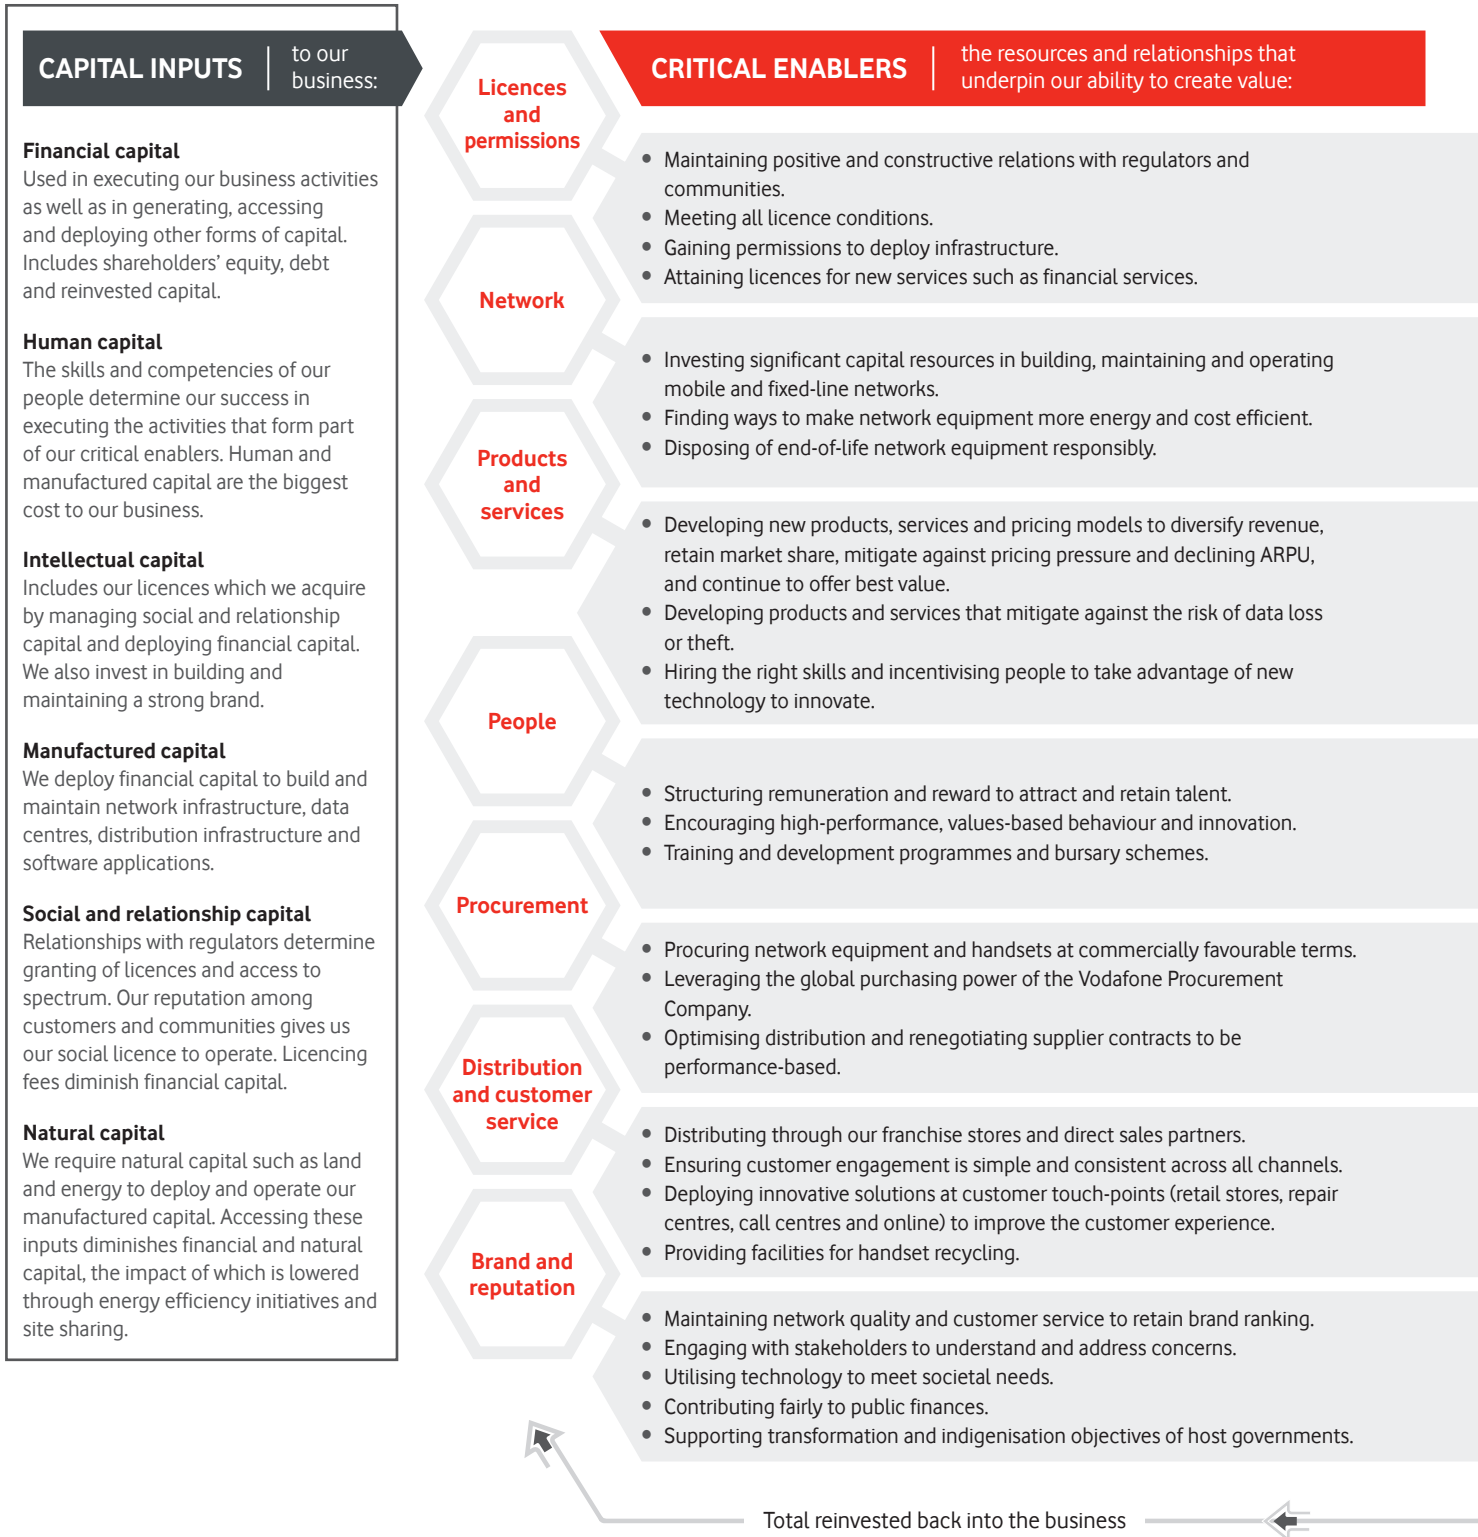 CAPITAL INPUTS
to our
business:
Financial capital
Used in executing our business activities
as well as in generating, accessing
and deploying other forms of capital.
Includes shareholders’ equity, debt
and reinvested capital.
Human capital
The skills and competencies of our
people determine our success in
executing the activities that form part
of our critical enablers. Human and
manufactured capital are the biggest
cost to our business.
Intellectual capital
Includes our licences which we acquire
by managing social and relationship
capital and deploying financial capital.
We also invest in building and
maintaining a strong brand.
Manufactured capital
We deploy financial capital to build and
maintain network infrastructure, data
centres, distribution infrastructure and
software applications.
Social and relationship capital
Relationships with regulators determine
granting of licences and access to
spectrum. Our reputation among
customers and communities gives us
our social licence to operate. Licencing
fees diminish financial capital.
Natural capital
We require natural capital such as land
and energy to deploy and operate our
manufactured capital. Accessing these
inputs diminishes financial and natural
capital, the impact of which is lowered
through energy efficiency initiatives and
site sharing.
CRITICAL ENABLERS
the resources and relationships that
underpin our ability to create value:
Licences
and
permissions
• Maintaining positive and constructive relations with regulators and
communities.
• Meeting all licence conditions.
• Gaining permissions to deploy infrastructure.
• Attaining licences for new services such as financial services.
Network
• Investing significant capital resources in building, maintaining and operating
mobile and fixed-line networks.
• Finding ways to make network equipment more energy and cost efficient.
• Disposing of end-of-life network equipment responsibly.
Products
and
services
• Developing new products, services and pricing models to diversify revenue,
retain market share, mitigate against pricing pressure and declining ARPU,
and continue to offer best value.
• Developing products and services that mitigate against the risk of data loss
or theft.
• Hiring the right skills and incentivising people to take advantage of new
technology to innovate.
People
• Structuring remuneration and reward to attract and retain talent.
• Encouraging high-performance, values-based behaviour and innovation.
• Training and development programmes and bursary schemes.
Procurement
• Procuring network equipment and handsets at commercially favourable terms.
• Leveraging the global purchasing power of the Vodafone Procurement
Company.
• Optimising distribution and renegotiating supplier contracts to be
performance-based.
Distribution
and customer
service
• Distributing through our franchise stores and direct sales partners.
• Ensuring customer engagement is simple and consistent across all channels.
• Deploying innovative solutions at customer touch-points (retail stores, repair
centres, call centres and online) to improve the customer experience.
• Providing facilities for handset recycling.
Brand and
reputation
• Maintaining network quality and customer service to retain brand ranking.
• Engaging with stakeholders to understand and address concerns.
• Utilising technology to meet societal needs.
• Contributing fairly to public finances.
• Supporting transformation and indigenisation objectives of host governments.
Total reinvested back into the business